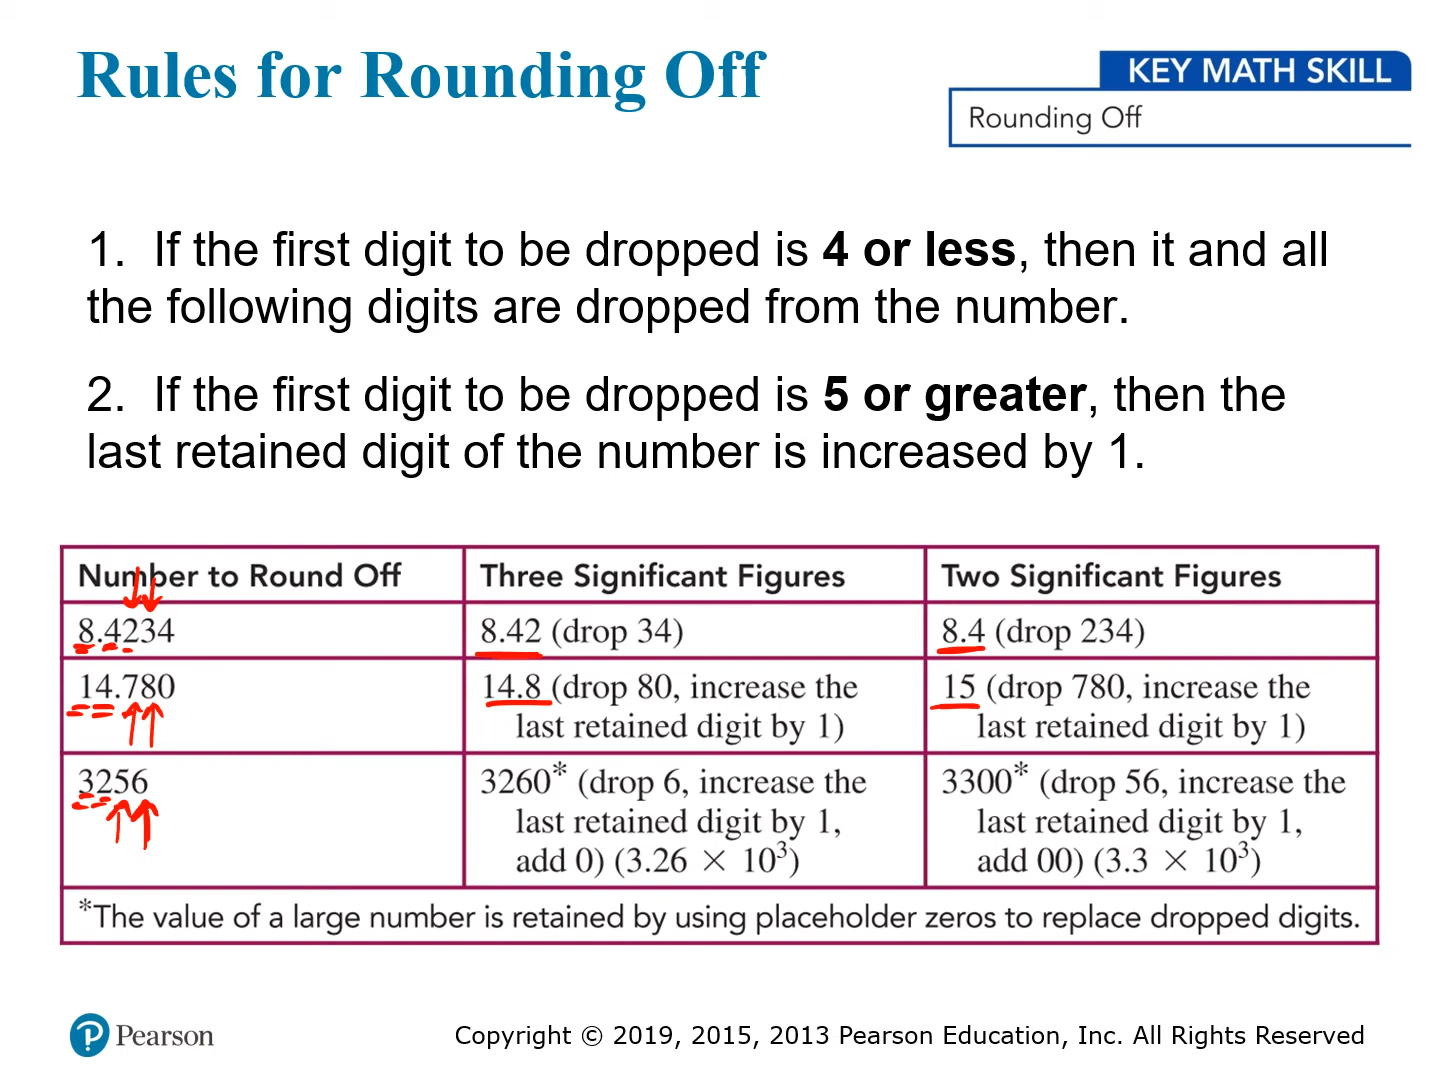 Rules for Rounding Off
KEY MATH SKILL
Rounding Off
1. If the first digit to be dropped is 4 or less, then it and all
the following digits are dropped from the number.
2. If the first digit to be dropped is 5 or greater, then the
last retained digit of the number is increased by 1.
Number to Round Off Three Significant Figures Two Significant Figures
8.4234 8.42 (drop 34) 8.4 (drop 234)
14.780 14.8 (drop 80, increase the 15 (drop 780, increase the
last retained digit by 1) last retained digit by 1)
3256 3260* (drop 6, increase the 3300* (drop 56, increase the
last retained digit by 1, last retained digit by 1,
add 0) (3.26 × 10³) add 00) (3.3 × 10³)
*The value of a large number is retained by using placeholder zeros to replace dropped digits.
Pearson Copyright © 2019, 2015, 2013 Pearson Education, Inc. All Rights Reserved